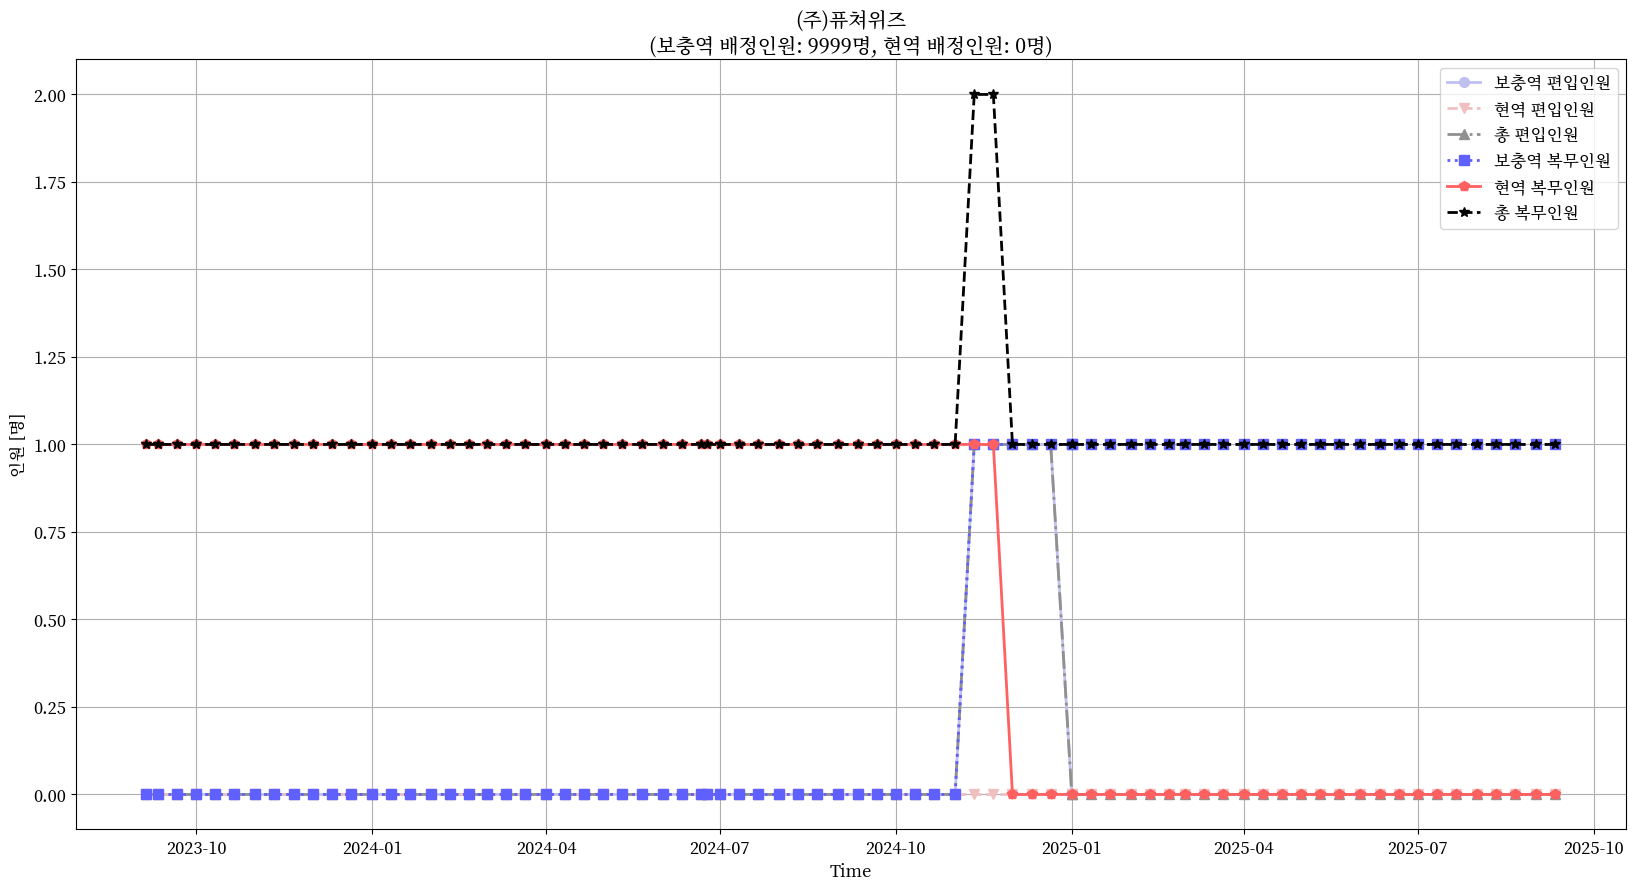 (주)퓨쳐위즈
(보충역 배정인원: 9999명, 현역 배정인원: 0명)
보충역 편입인원
현역 편입인원
총 편입인원
보충역 복무인원
현역 복무인원
총 복무인원
인원 [명]
2.00
1.75
1.50
1.25
1.00
0.75
0.50
0.25
0.00
2023-10
2024-01
2024-04
2024-07
2024-10
2025-01
2025-04
2025-07
2025-10
Time